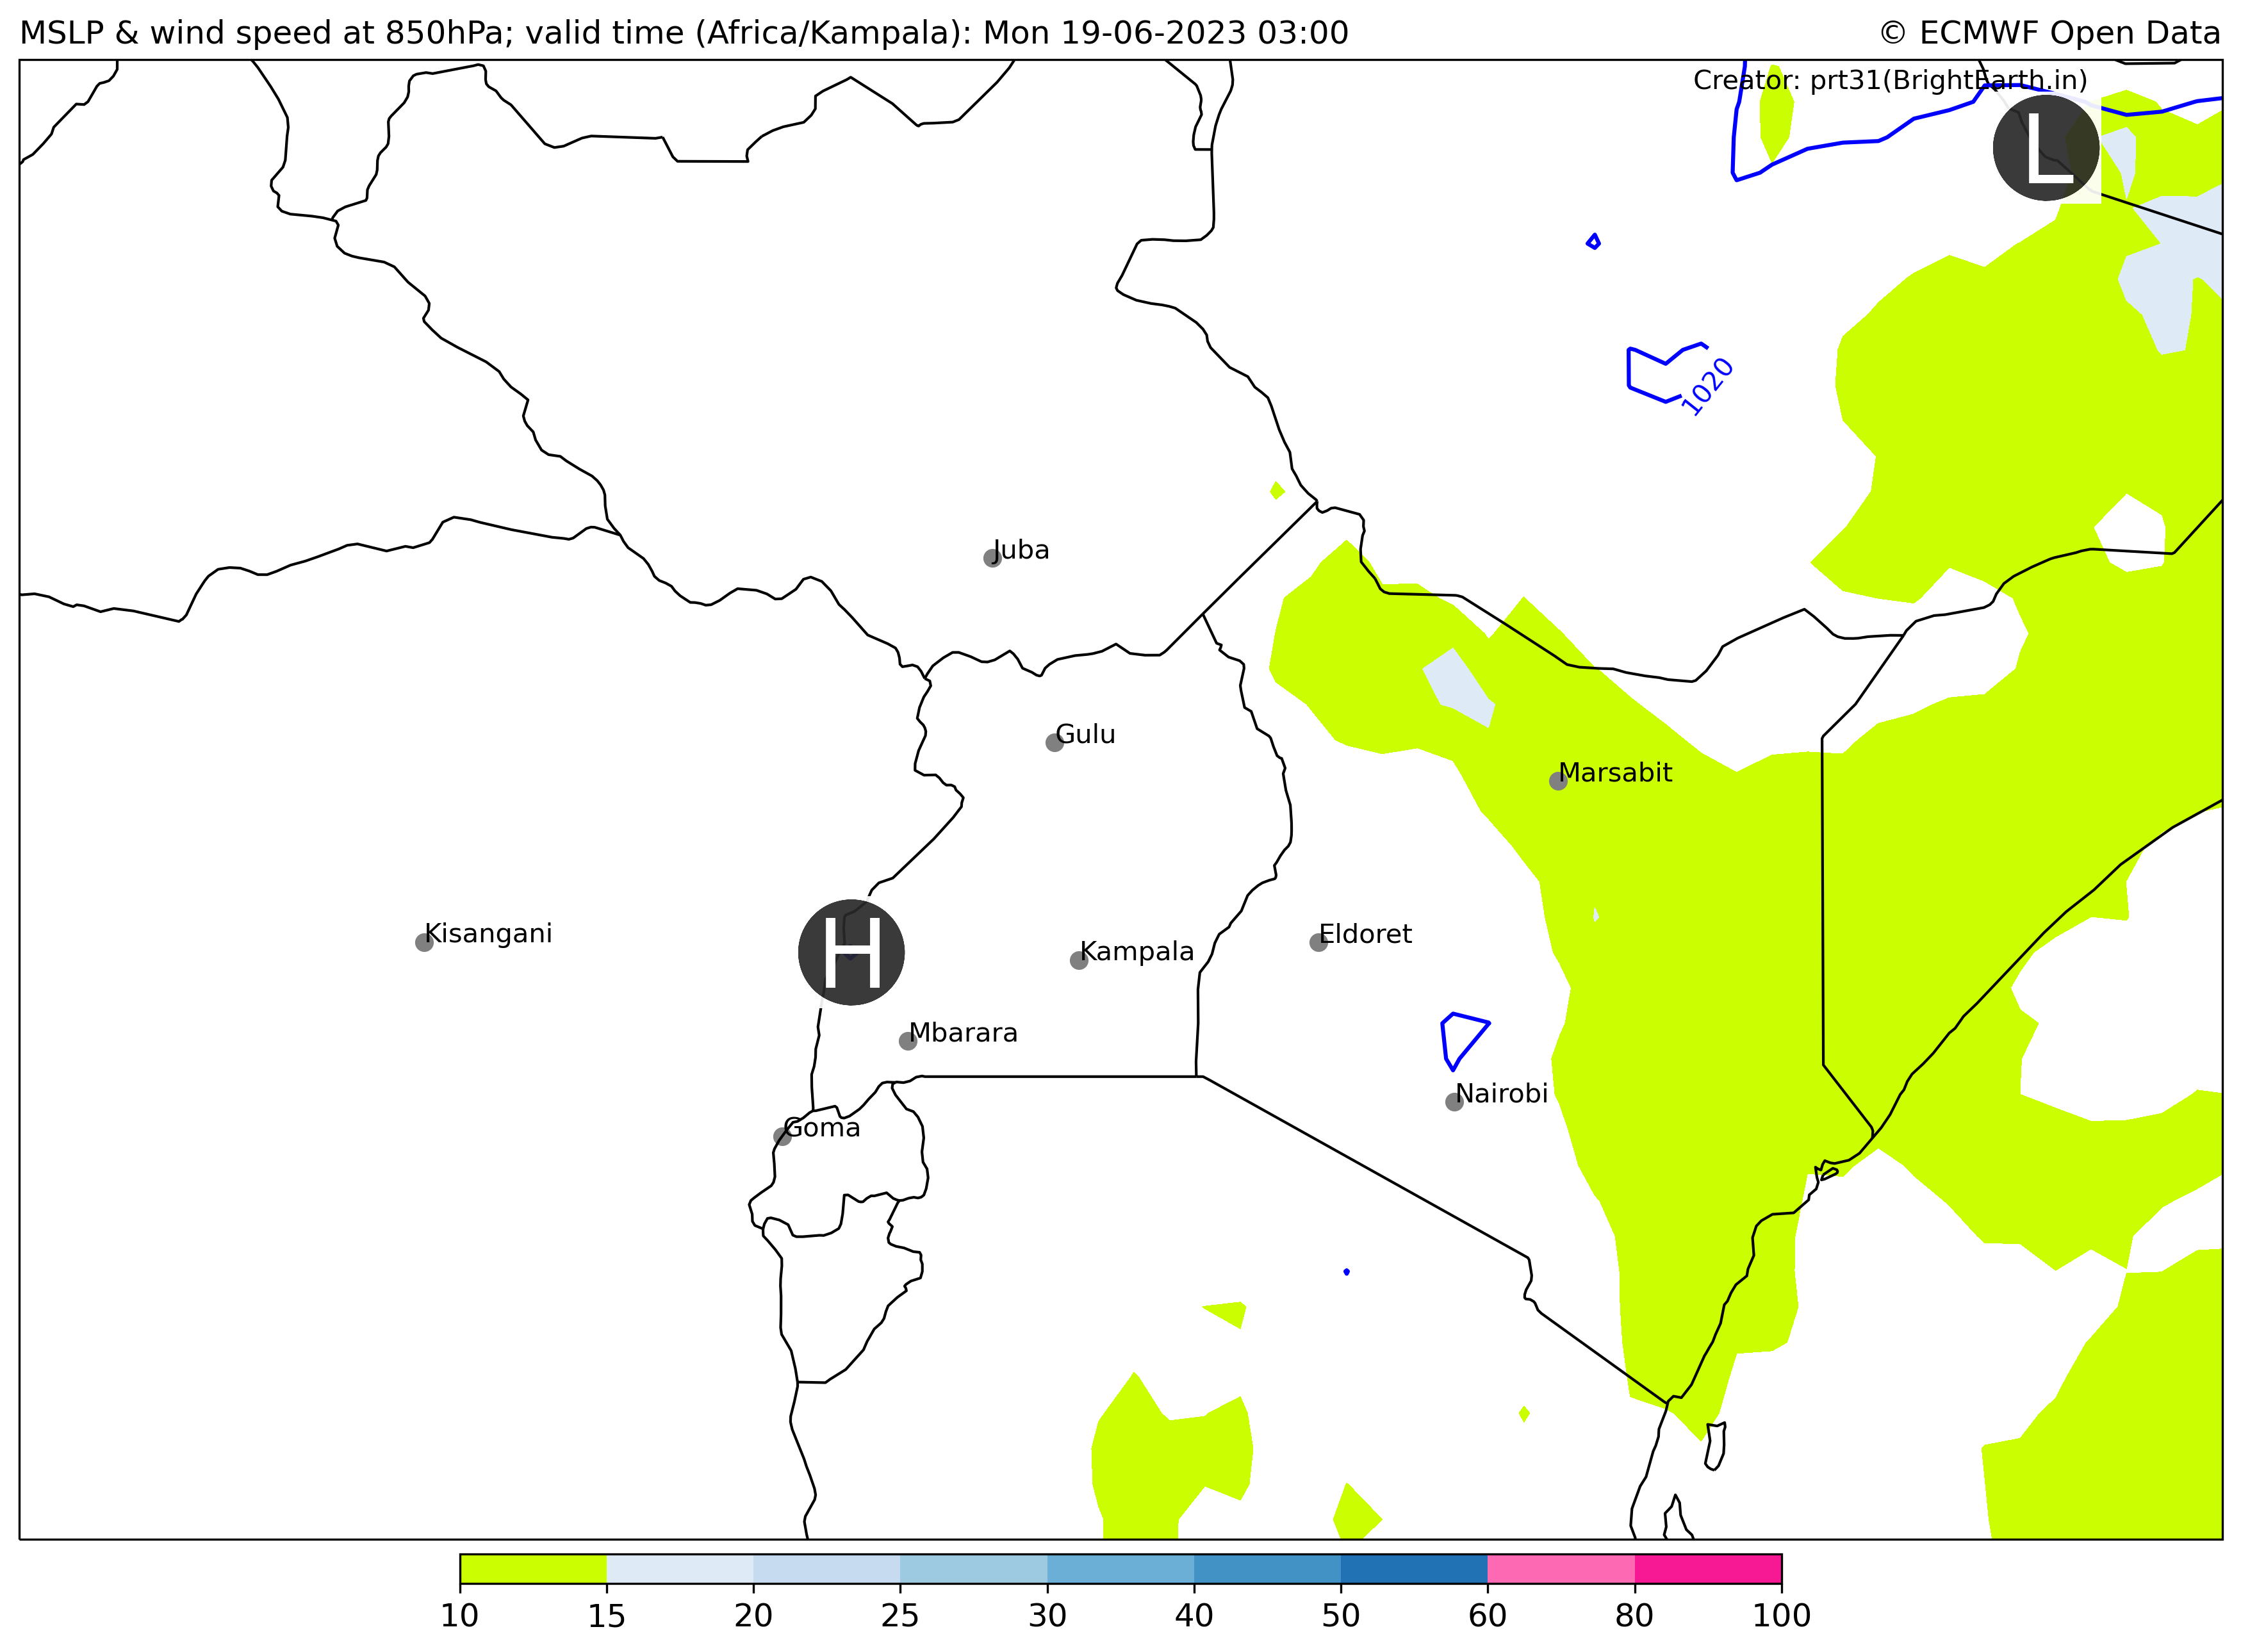 MSLP & wind speed at 850hPa; valid time (Africa/Kampala): Mon 19-06-2023 03:00
© ECMWF Open Data
Creator: prt31(BrightEarth.in)
L
1020
Juba
Gulu
Marsabit
Kisangani
H
Kampala
Eldoret
Mbarara
Nairobi
Goma
10 15 20 25 30 40 50 60 80 100